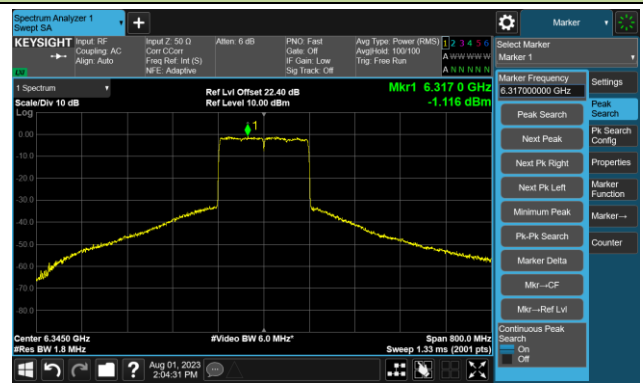 Spectrum Analyzer 1
Swept SA
KEYSIGHT
Input: RF
Coupling: AC
Align: Auto
Input Z: 50 Ω
Corr CCorr
Freq Ref: Int (S)
NFE: Adaptive
Atten: 6 dB
PNO: Fast
Gate: Off
IF Gain: Low
Sig Track: Off
Avg Type: Power (RMS)
Avg|Hold: 100/100
Trig: Free Run
1 2 3 4 5 6
A W W W W W
A N N N N N
LVI
Marker
Select Marker
Marker 1
1 Spectrum
Scale/Div 10 dB
Log
Ref Lvl Offset 22.40 dB
Ref Level 10.00 dBm
Mkr1 6.317 0 GHz
-1.116 dBm
1
0.00
-10.0
-20.0
-30.0
-40.0
-50.0
-60.0
-70.0
-80.0
Center 6.3450 GHz
#Res BW 1.8 MHz
#Video BW 6.0 MHz*
Span 800.0 MHz
Sweep 1.33 ms (2001 pts)
Marker Frequency
6.317000000 GHz
Peak Search
Next Peak
Next Pk Right
Next Pk Left
Minimum Peak
Pk-Pk Search
Marker Delta
Mkr→CF
Mkr→Ref Lvl
Continuous Peak
Search
On
Off
Settings
Peak
Search
Pk Search
Config
Properties
Marker
Function
Marker→
Counter
?
Aug 01, 2023
2:04:31 PM